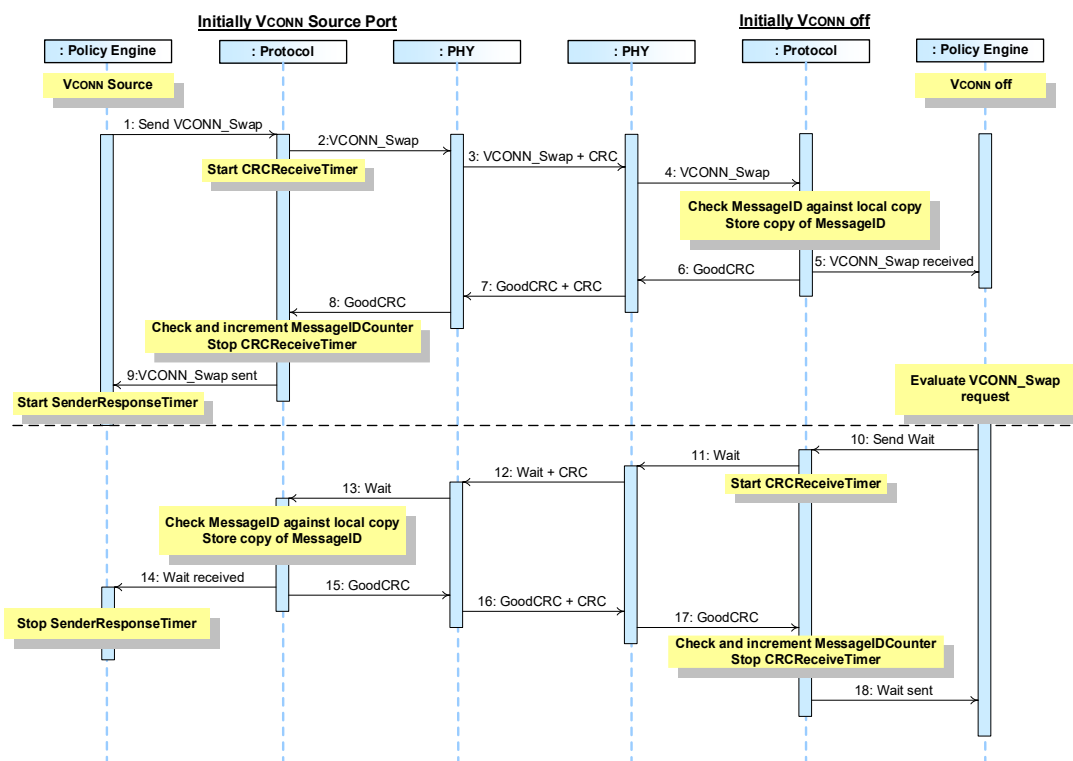 Initially VCONN Source Port
Initially VCONN off
: Policy Engine
: Protocol
: PHY
: PHY
: Protocol
: Policy Engine
VCONN Source
VCONN off
1: Send VCONN_Swap
2:VCONN_Swap
3: VCONN_Swap + CRC
Start CRCReceiveTimer
4: VCONN_Swap
Check MessageID against local copy
Store copy of MessageID
5: VCONN_Swap received
6: GoodCRC
7: GoodCRC + CRC
8: GoodCRC
Check and increment MessageIDCounter
Stop CRCReceiveTimer
9:VCONN_Swap sent
Start SenderResponseTimer
Evaluate VCONN_Swap
request
10: Send Wait
11: Wait
Start CRCReceiveTimer
12: Wait + CRC
13: Wait
Check MessageID against local copy
Store copy of MessageID
14: Wait received
15: GoodCRC
Stop SenderResponseTimer
16: GoodCRC + CRC
17: GoodCRC
Check and increment MessageIDCounter
Stop CRCReceiveTimer
18: Wait sent